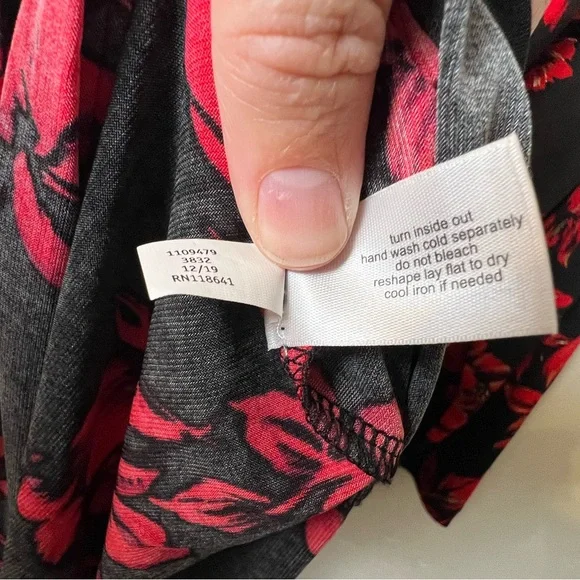 1109479
3832
12/19
RN118641
turn inside out
hand wash cold separately
do not bleach
reshape lay flat to dry
cool iron if needed